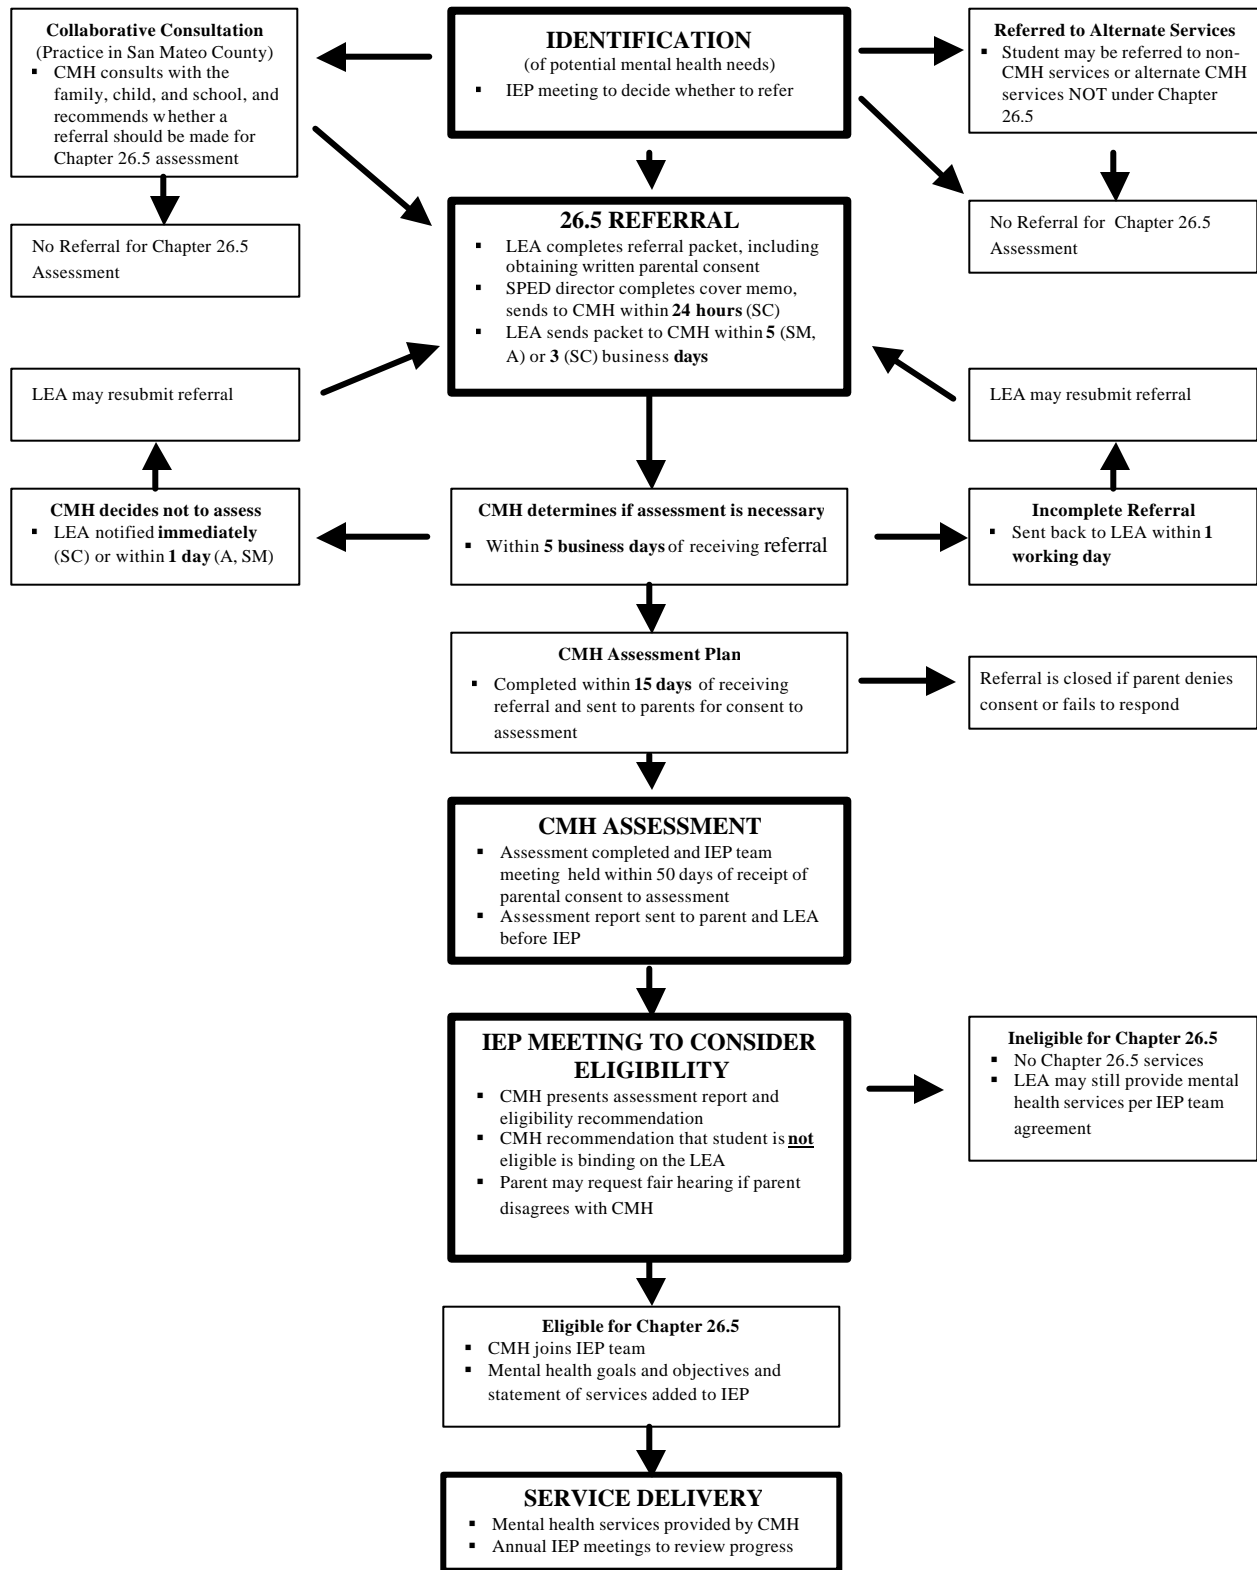 Collaborative Consultation
(Practice in San Mateo County)
▪ CMH consults with the
family, child, and school, and
recommends whether a
referral should be made for
Chapter 26.5 assessment
IDENTIFICATION
(of potential mental health needs)
▪ IEP meeting to decide whether to refer
Referred to Alternate Services
▪ Student may be referred to non-
CMH services or alternate CMH
services NOT under Chapter
26.5
No Referral for Chapter 26.5
Assessment
26.5 REFERRAL
▪ LEA completes referral packet, including
obtaining written parental consent
▪ SPED director completes cover memo,
sends to CMH within 24 hours (SC)
▪ LEA sends packet to CMH within 5 (SM,
A) or 3 (SC) business days
No Referral for Chapter 26.5
Assessment
LEA may resubmit referral
LEA may resubmit referral
CMH decides not to assess
▪ LEA notified immediately
(SC) or within 1 day (A, SM)
CMH determines if assessment is necessary
▪ Within 5 business days of receiving referral
Incomplete Referral
▪ Sent back to LEA within 1
working day
CMH Assessment Plan
▪ Completed within 15 days of receiving
referral and sent to parents for consent to
assessment
Referral is closed if parent denies
consent or fails to respond
CMH ASSESSMENT
▪ Assessment completed and IEP team
meeting held within 50 days of receipt of
parental consent to assessment
▪ Assessment report sent to parent and LEA
before IEP
IEP MEETING TO CONSIDER
ELIGIBILITY
▪ CMH presents assessment report and
eligibility recommendation
▪ CMH recommendation that student is not
eligible is binding on the LEA
▪ Parent may request fair hearing if parent
disagrees with CMH
Ineligible for Chapter 26.5
▪ No Chapter 26.5 services
▪ LEA may still provide mental
health services per IEP team
agreement
Eligible for Chapter 26.5
▪ CMH joins IEP team
▪ Mental health goals and objectives and
statement of services added to IEP
SERVICE DELIVERY
▪ Mental health services provided by CMH
▪ Annual IEP meetings to review progress